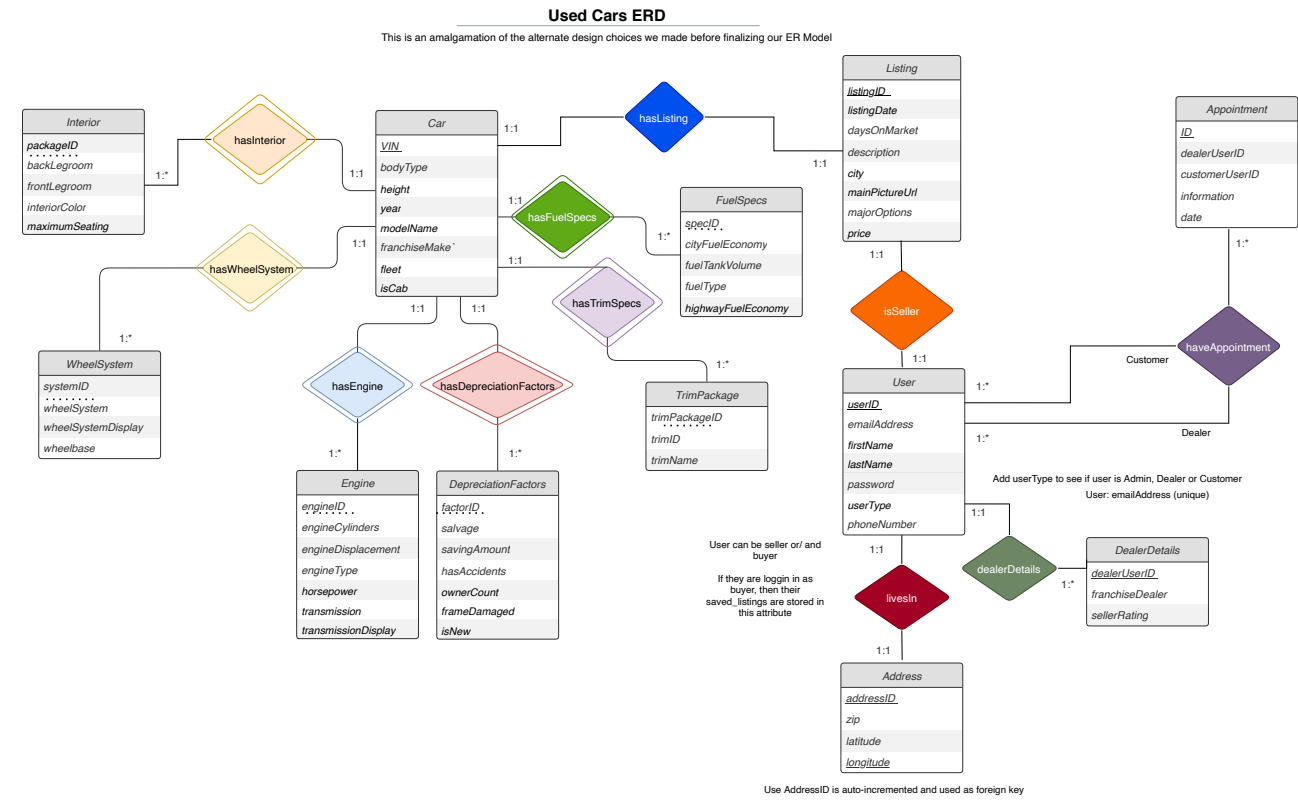 Used Cars ERD
This is an amalgamation of the alternate design choices we made before finalizing our ER Model
Interior
packageID
backLegroom
frontLegroom
interiorColor
maximumSeating
hasInterior
1:*
1:1
Car
VIN
bodyType
height
year
modelName
franchiseMake`
fleet
isCab
1:1
hasListing
1:1
Listing
listingID
listingDate
daysOnMarket
description
city
mainPictureUrl
majorOptions
price
Appointment
ID
dealerUserID
customerUserID
information
date
1:*
1:1
hasFuelSpecs
1:*
FuelSpecs
specID
cityFuelEconomy
fuelTankVolume
fuelType
highwayFuelEconomy
hasWheelSystem
1:1
1:*
WheelSystem
systemID
wheelSystem
wheelSystemDisplay
wheelbase
1:1
hasTrimSpecs
1:*
TrimPackage
trimPackageID
trimID
trimName
1:1
1:1
hasEngine
hasDepreciationFactors
1:*
1:*
Engine
engineID
engineCylinders
engineDisplacement
engineType
horsepower
transmission
transmissionDisplay
DepreciationFactors
factorID
salvage
savingAmount
hasAccidents
ownerCount
frameDamaged
isNew
1:1
isSeller
1:1
haveAppointment
Customer
1:*
Dealer
1:*
User
userID
emailAddress
firstName
lastName
password
userType
phoneNumber
Add userType to see if user is Admin, Dealer or Customer
User: emailAddress (unique)
1:1
dealerDetails
1:*
DealerDetails
dealerUserID
franchiseDealer
sellerRating
User can be seller or/ and
buyer
If they are loggin in as
buyer, then their
saved_listings are stored in
this attribute
1:1
livesIn
1:1
Address
addressID
zip
latitude
longitude
Use AddressID is auto-incremented and used as foreign key